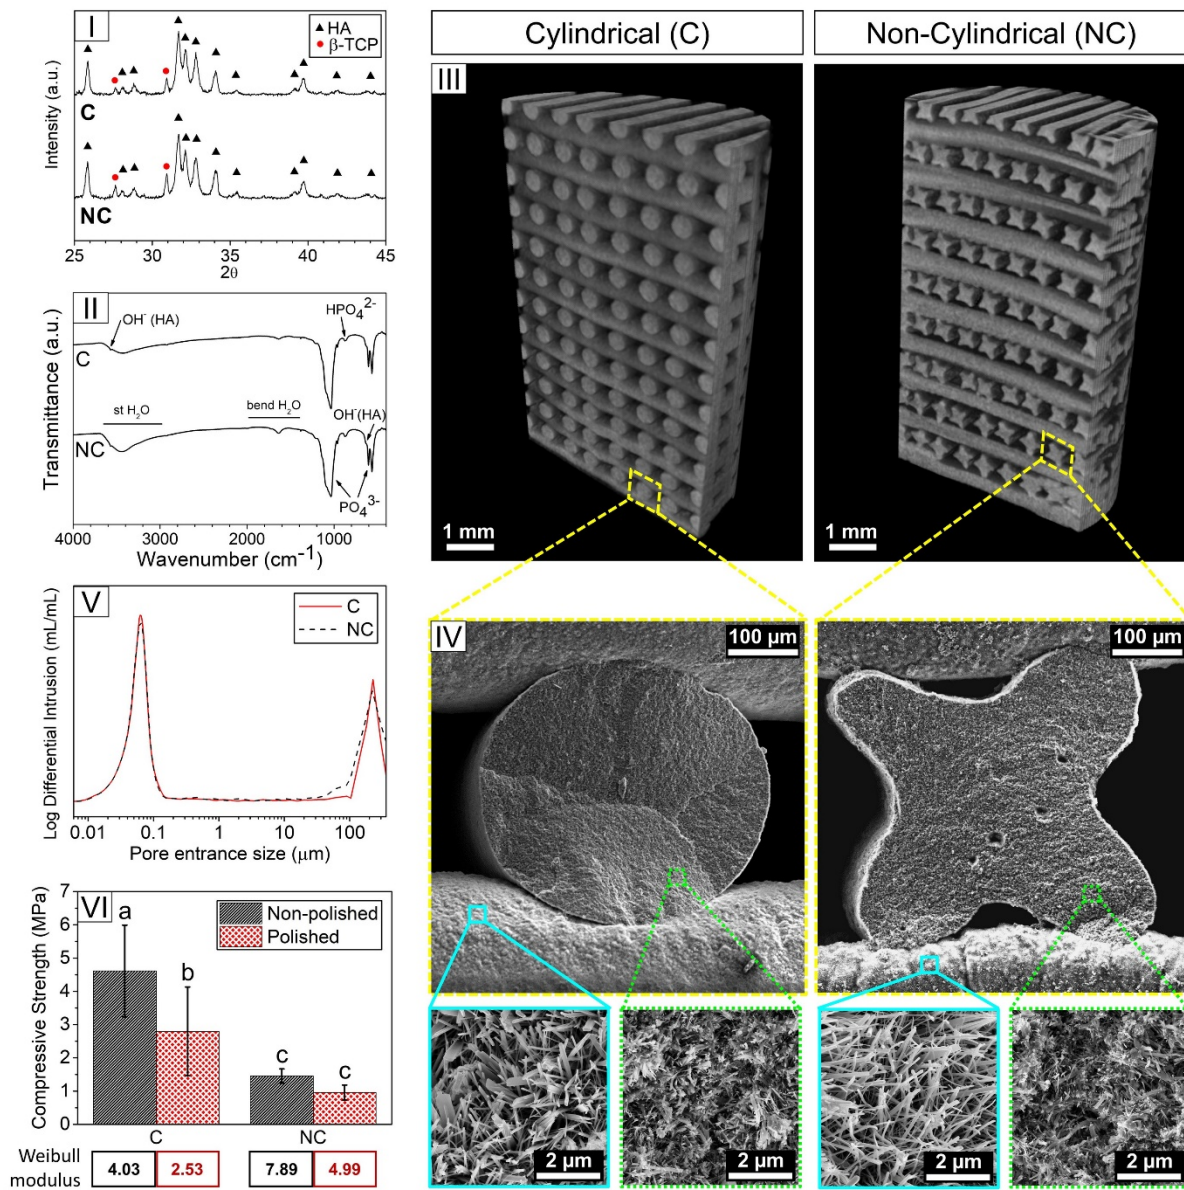 I
▲ HA
● β-TCP
Intensity (a.u.)
C
NC
25 30 35 40 45
2θ
II
OH⁻ (HA)
HPO₄²⁻
C
st H₂O
bend H₂O
OH⁻(HA)
NC
PO₄³⁻
Transmittance (a.u.)
4000 3000 2000 1000
Wavenumber (cm⁻¹)
V
C
NC
Log Differential Intrusion (mL/mL)
0.01 0.1 1 10 100
Pore entrance size (μm)
VI
Non-polished
Polished
Compressive Strength (MPa)
7
6
5
4
3
2
1
0
a
b
c
c
C NC
Weibull
modulus
4.03 2.53 7.89 4.99
Cylindrical (C)
Non-Cylindrical (NC)
III
1 mm
1 mm
IV
100 μm
100 μm
2 μm
2 μm
2 μm
2 μm